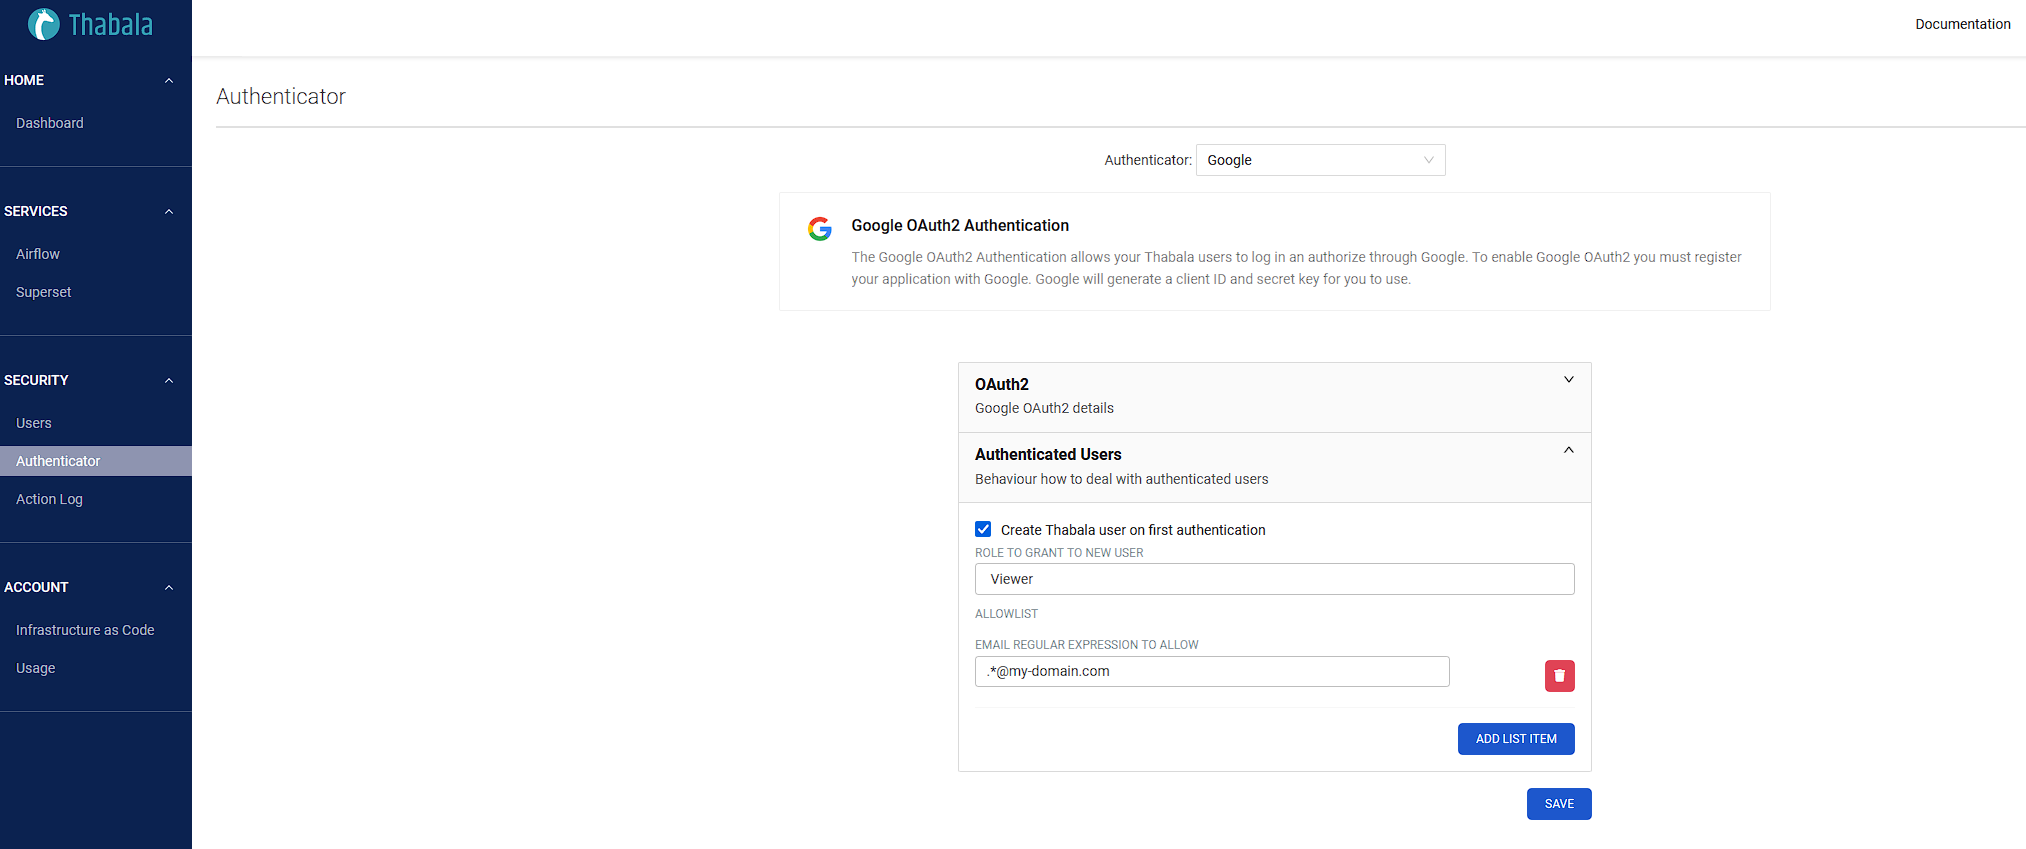 Thabala
Documentation
HOME
Dashboard
SERVICES
Airflow
Superset
SECURITY
Users
Authenticator
Action Log
ACCOUNT
Infrastructure as Code
Usage
Authenticator
Authenticator: Google
Google OAuth2 Authentication
The Google OAuth2 Authentication allows your Thabala users to log in an authorize through Google. To enable Google OAuth2 you must register
your application with Google. Google will generate a client ID and secret key for you to use.
OAuth2
Google OAuth2 details
Authenticated Users
Behaviour how to deal with authenticated users
Create Thabala user on first authentication
ROLE TO GRANT TO NEW USER
Viewer
ALLOWLIST
EMAIL REGULAR EXPRESSION TO ALLOW
.*@my-domain.com
ADD LIST ITEM
SAVE